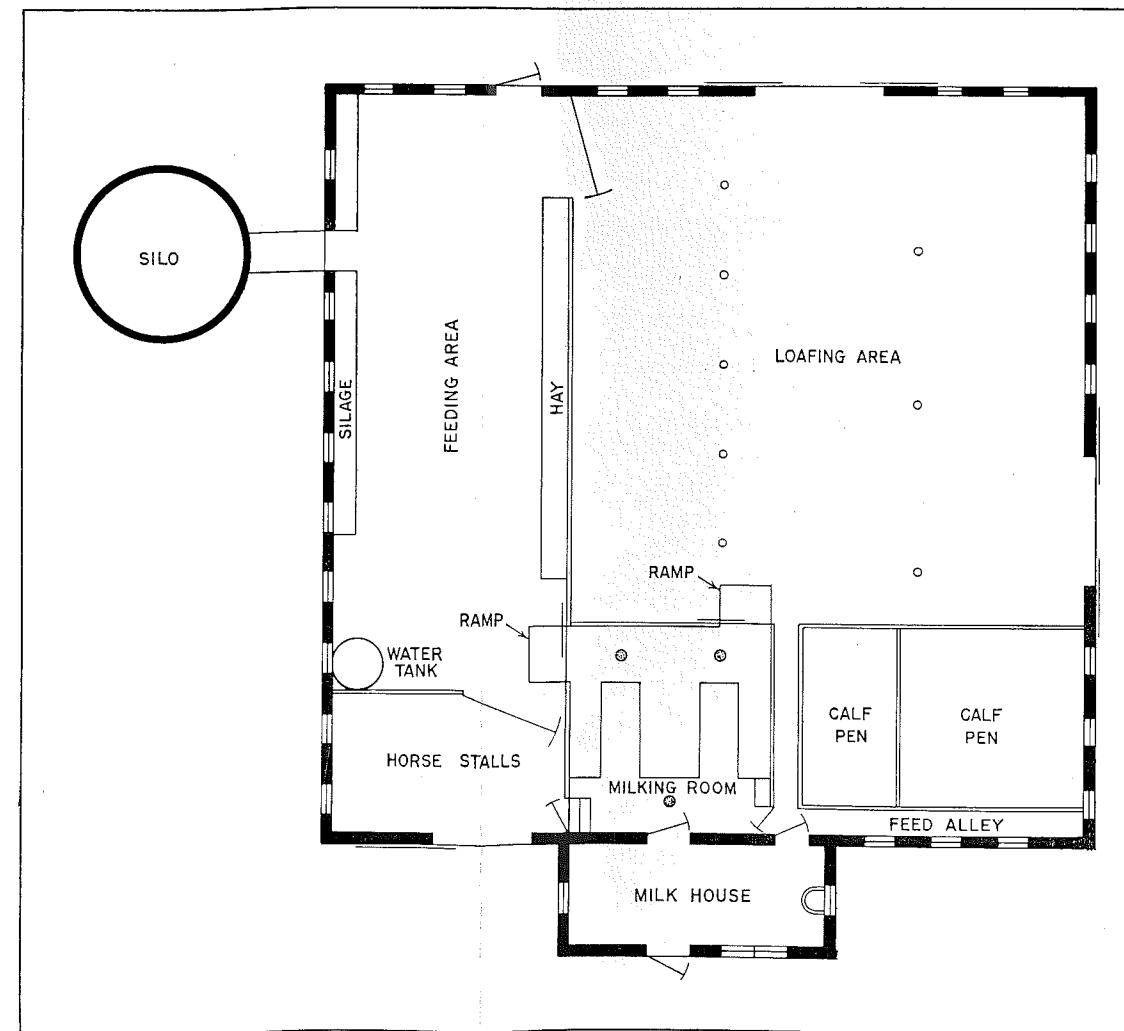 SILO
SILAGE
FEEDING AREA
HAY
LOAFING AREA
RAMP
RAMP
WATER
TANK
HORSE STALLS
MILKING ROOM
CALF
PEN
CALF
PEN
FEED ALLEY
MILK HOUSE